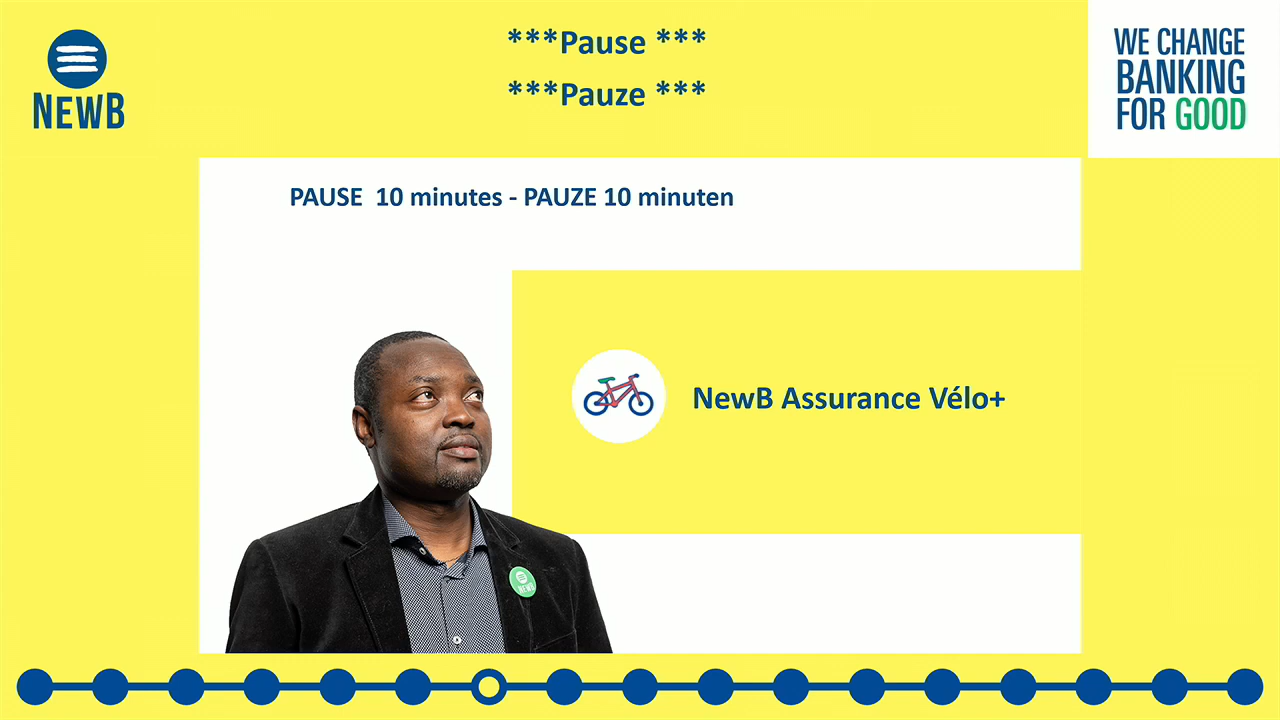 ***Pause ***
***Pauze ***
NEWB
WE CHANGE
BANKING
FOR GOOD
PAUSE  10 minutes - PAUZE 10 minuten
NewB Assurance Vélo+
NEWB